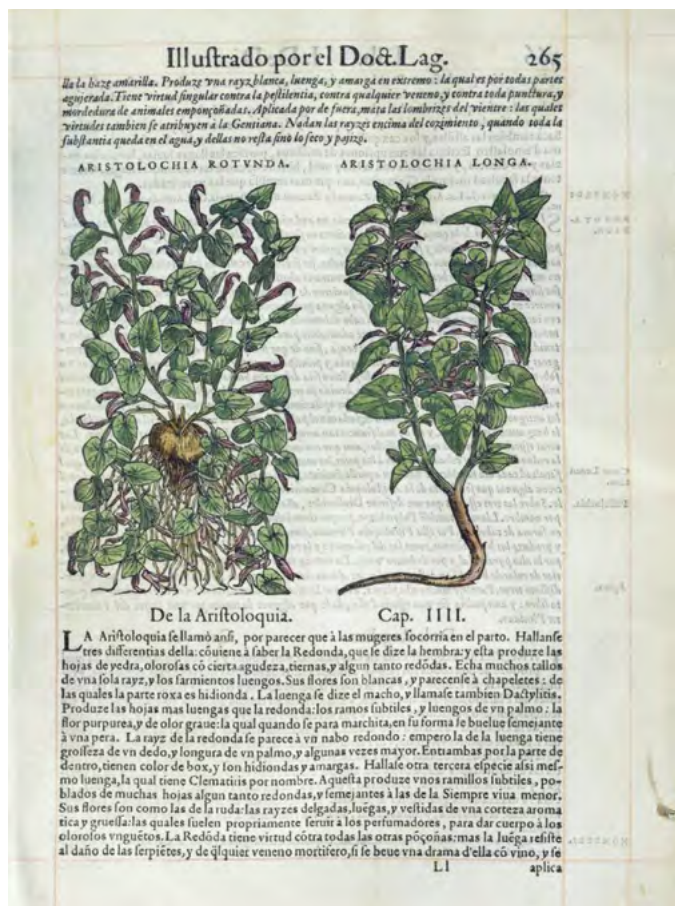 Illuſtrado por el Doct. Lag. 265
lla la haze amarilla. Produze vna rayz blanca, luenga, y amarga en extremo : la qual es por todas partes
agujerada. Tiene virtud ſingular contra la peſtilentia, contra qualquier veneno, y contra toda punctura, y
mordedura de animales emponçoñadas. Aplicada por de fuera, mata las lombrizes del vientre : las quales
virtudes tambien ſe atribuyen à la Gentiana. Nadan las rayzes encima del cozimiento, quando toda la
ſubſtantia queda en el agua, y dellas no reſta ſino lo ſeco y pajizo.
ARISTOLOCHIA ROTVNDA. ARISTOLOCHIA LONGA.
De la Ariſtoloquia. Cap. IIII.
LA Ariſtoloquia ſe llamò anſi, por parecer que à las mugeres ſocorria en el parto. Hallanſe
tres differentias della: cõuiene à ſaber la Redonda, que ſe dize la hembra: y eſta produze las
hojas de yedra, oloroſas cõ cierta agudeza, tiernas, y algun tanto redõdas. Echa muchos tallos
de vna ſola rayz, y los ſarmientos luengos. Sus flores ſon blancas, y parecenſe à chapeletes : de
las quales la parte roxa es hidionda. La luenga ſe dize el macho, y llamaſe tambien Dactylitis.
Produze las hojas mas luengas que la redonda: los ramos ſubtiles, y luengos de vn palmo : la
flor purpurea, y de olor graue: la qual quando ſe para marchita, en ſu forma ſe buelue ſemejante
à vna pera. La rayz de la redonda ſe parece à vn nabo redondo : empero la de la luenga tiene
groſſeza de vn dedo, y longura de vn palmo, y algunas vezes mayor. Entrambas por la parte de
dentro, tienen color de box, y ſon hidiondas y amargas. Hallaſe otra tercera eſpecie aſsi meſ-
mo luenga, la qual tiene Clematitis por nombre. Aqueſta produze vnos ramillos ſubtiles, po-
blados de muchas hojas algun tanto redondas, y ſemejantes à las de la Siempre viua menor.
Sus flores ſon como las de la ruda: las rayzes delgadas, luẽgas, y veſtidas de vna corteza aroma
tica y grueſſa: las quales ſuelen propriamente ſeruir à los perfumadores, para dar cuerpo à los
oloroſos vnguẽtos. La Redõda tiene virtud cõtra todas las otras põçoñas: mas la luẽga reſiſte
al daño de las ſerpiẽtes, y de q̃lquier veneno mortifero, ſi ſe beue vna drama d'ella cõ vino, y ſe
Ll aplica